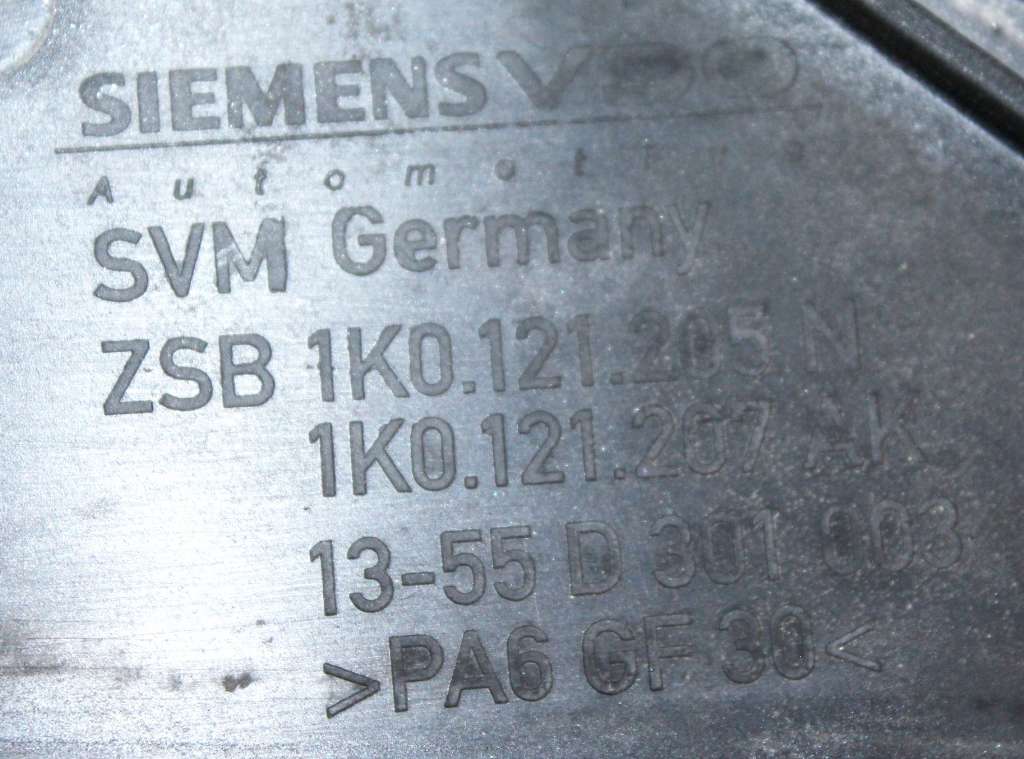 SIEMENS VDO
Automotive
SVM Germany
ZSB 1K0.121.205 N
1K0.121.207 AK
13-55 D 301 003
>PA6 GF 30<